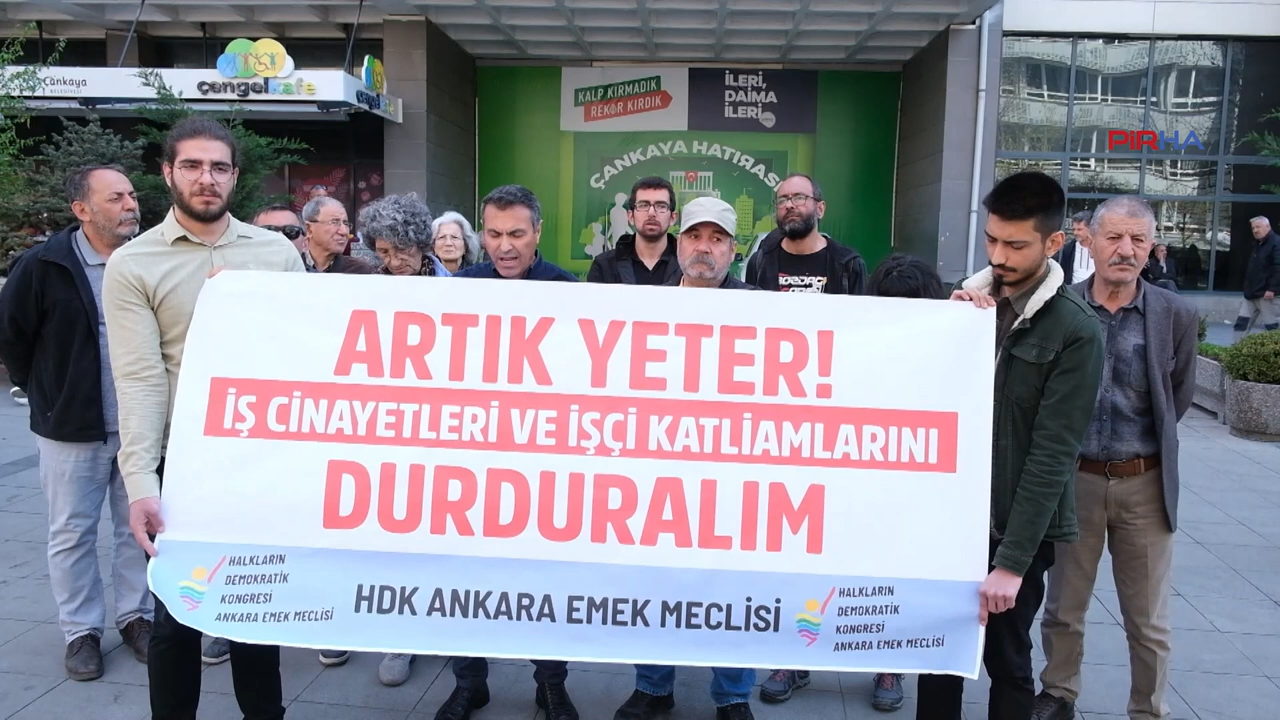 Çankaya
BELEDİYESİ
çengelkafe
KALP KIRMADIK
REKOR KIRDIK
İLERİ,
DAİMA
İLERİ
ÇANKAYA HATIRASI
PİRHA
ARTIK YETER!
İŞ CİNAYETLERİ VE İŞÇİ KATLİAMLARINI
DURDURALIM
HALKLARIN
DEMOKRATİK
KONGRESİ
ANKARA EMEK MECLİSİ
HDK ANKARA EMEK MECLİSİ
HALKLARIN
DEMOKRATİK
KONGRESİ
ANKARA EMEK MECLİSİ